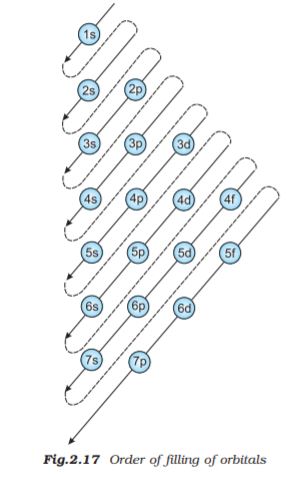 1s
2s 2p
3s 3p 3d
4s 4p 4d 4f
5s 5p 5d 5f
6s 6p 6d
7s 7p
Fig.2.17 Order of filling of orbitals